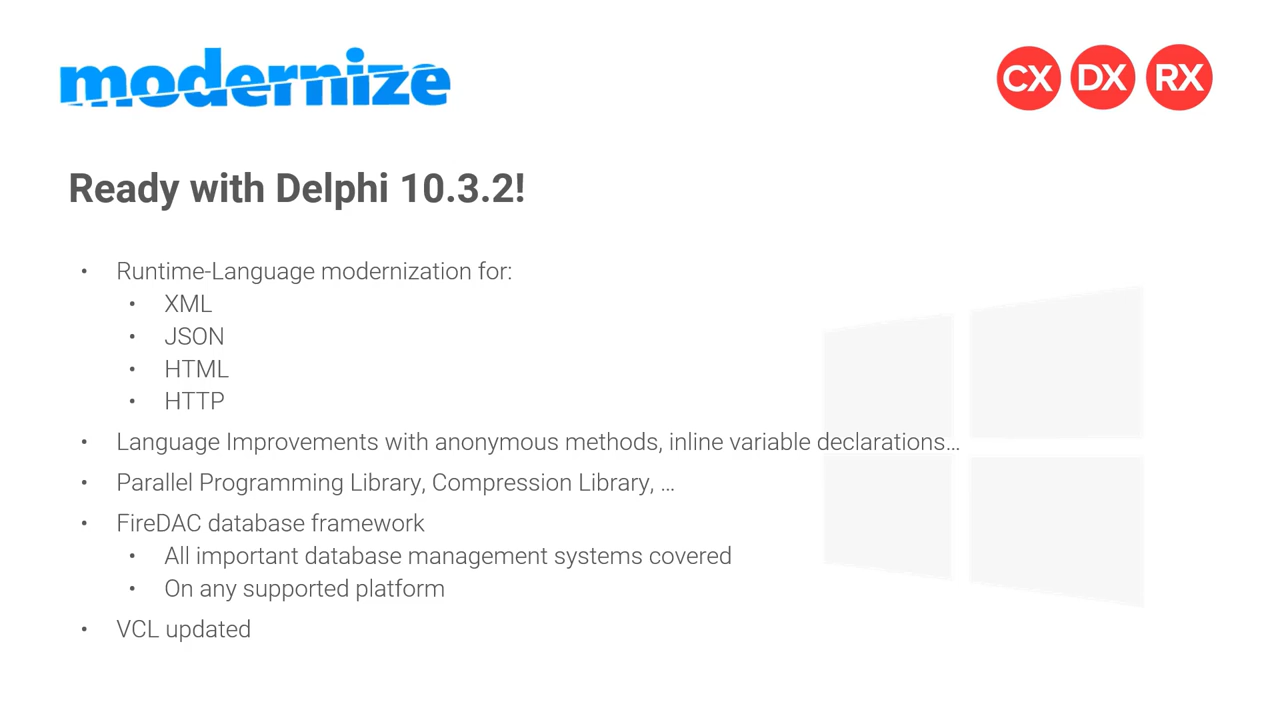 modernize
CX DX RX
Ready with Delphi 10.3.2!
• Runtime-Language modernization for:
• XML
• JSON
• HTML
• HTTP
• Language Improvements with anonymous methods, inline variable declarations...
• Parallel Programming Library, Compression Library, ...
• FireDAC database framework
• All important database management systems covered
• On any supported platform
• VCL updated